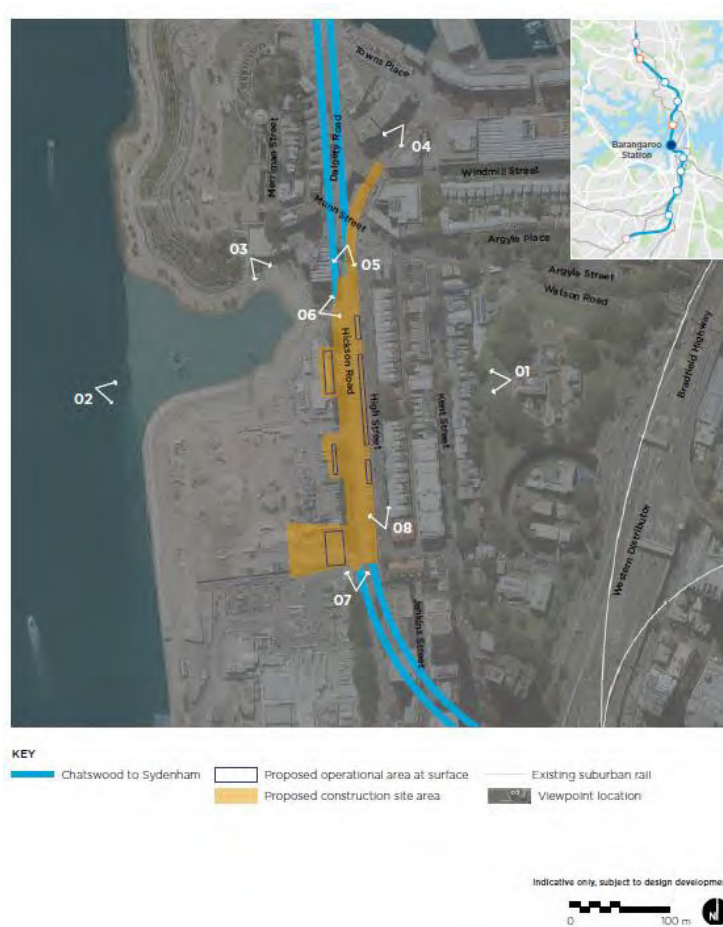 Towns Place
Merriman Street
Dalgety Road
04
Windmill Street
Munn Street
Argyle Place
03
05
Argyle Street
Watson Road
06
Hickson Road
01
02
High Street
Kent Street
Bradfield Highway
08
Western Distributor
07
Jenkins Street
Barangaroo
Station
KEY
Chatswood to Sydenham
Proposed operational area at surface
Existing suburban rail
Proposed construction site area
Viewpoint location
Indicative only, subject to design developme
0 100 m
N